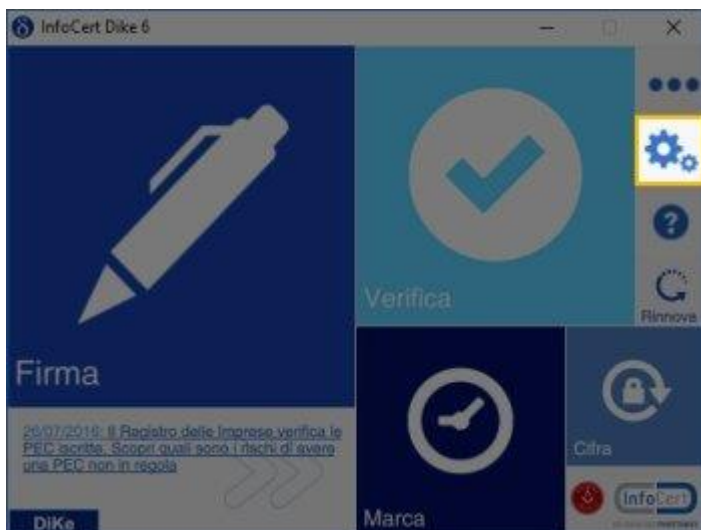 InfoCert Dike 6
Verifica
Rinnova
Firma
26/07/2016: Il Registro delle Imprese verifica le
PEC iscritte. Scopri quali sono i rischi di avere
una PEC non in regola
Cifra
InfoCert
DiKe
Marca